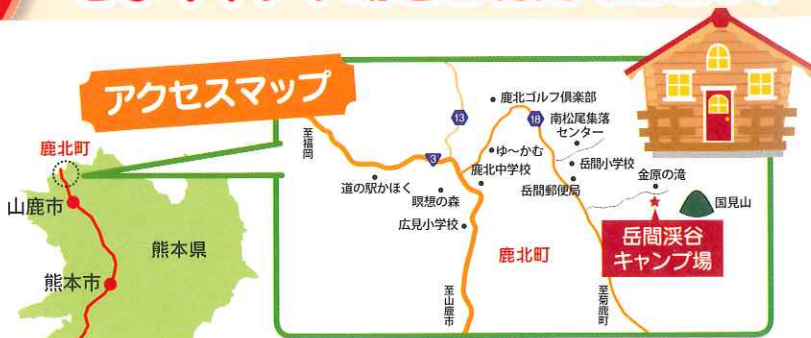 アクセスマップ
鹿北町
山鹿市
熊本県
熊本市
至福岡
13
3
18
鹿北ゴルフ倶楽部
南松尾集落
センター
ゆ〜かむ
鹿北中学校
岳間小学校
岳間郵便局
金原の滝
道の駅かほく
瞑想の森
広見小学校
国見山
鹿北町
岳間渓谷
キャンプ場
至山鹿市
至菊鹿町